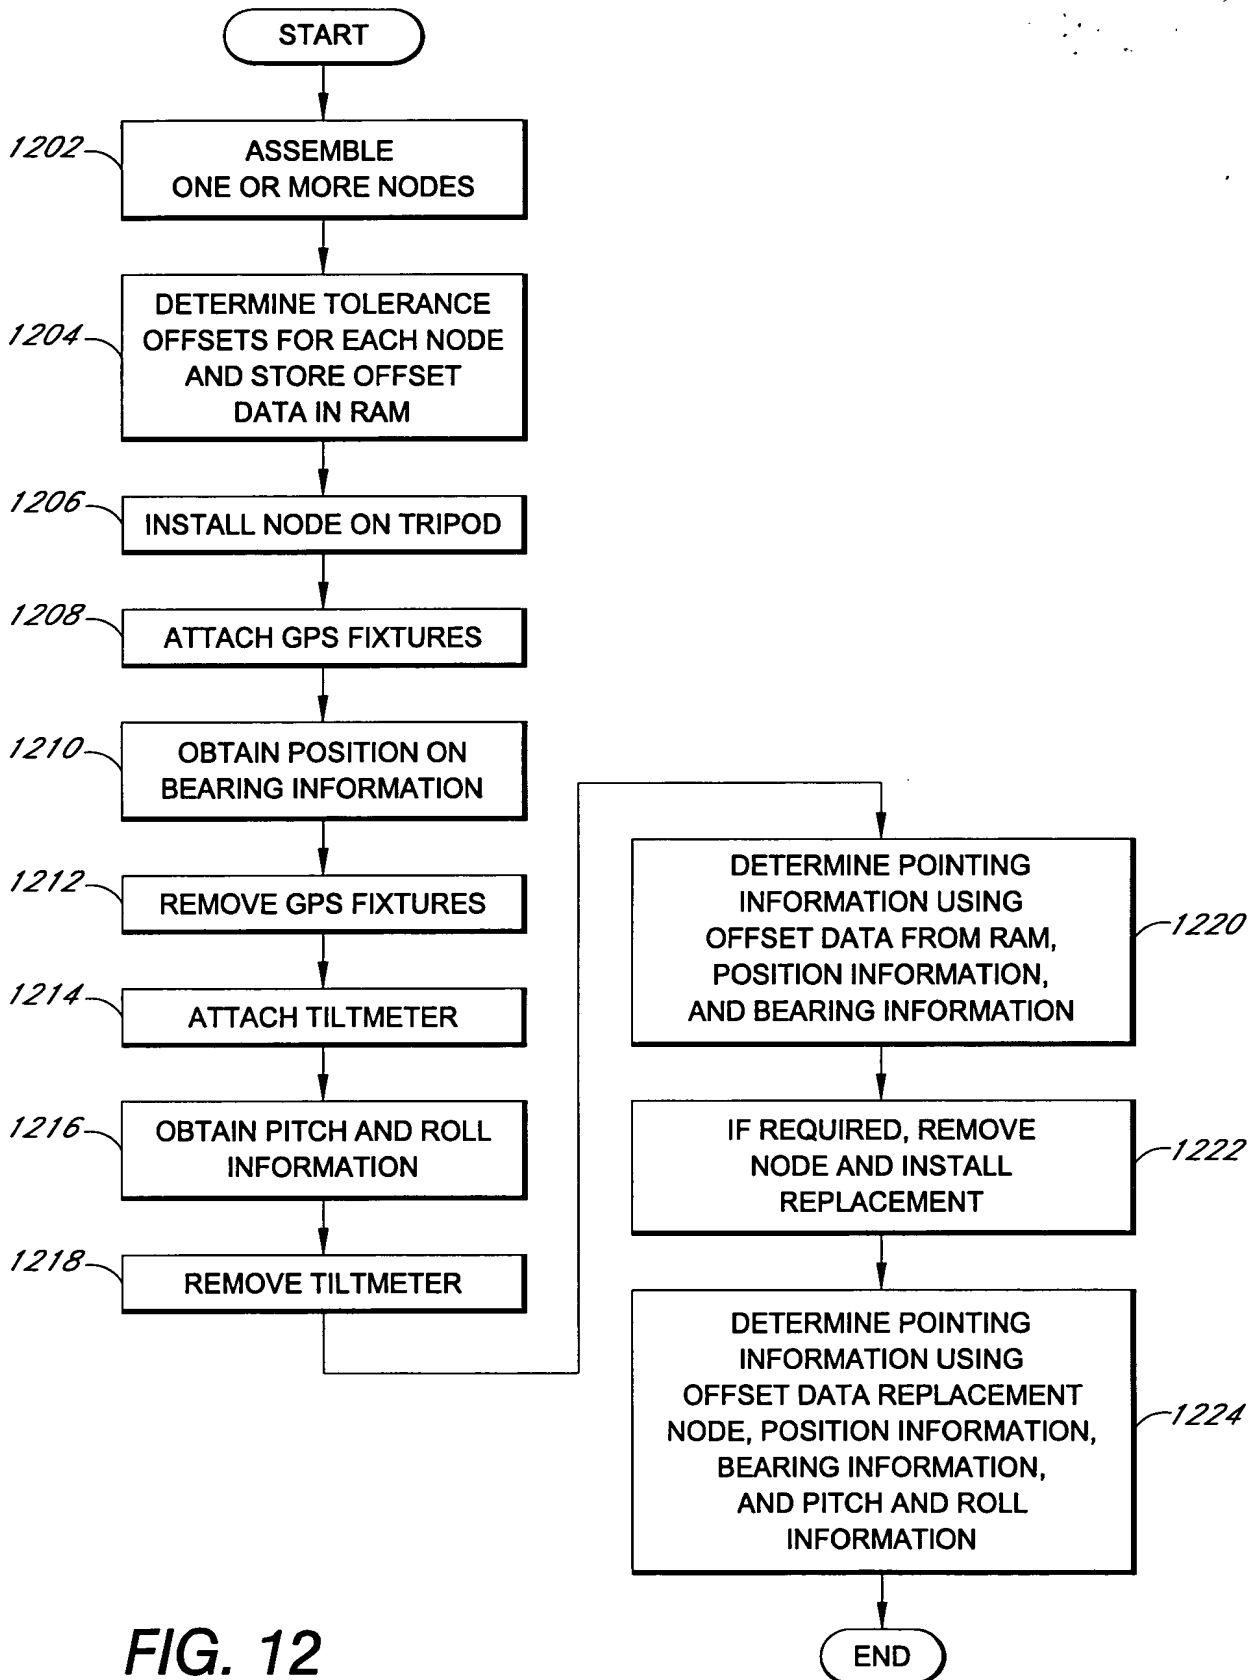 START
1202
ASSEMBLE
ONE OR MORE NODES
1204
DETERMINE TOLERANCE
OFFSETS FOR EACH NODE
AND STORE OFFSET
DATA IN RAM
1206
INSTALL NODE ON TRIPOD
1208
ATTACH GPS FIXTURES
1210
OBTAIN POSITION ON
BEARING INFORMATION
1212
REMOVE GPS FIXTURES
1214
ATTACH TILTMETER
1216
OBTAIN PITCH AND ROLL
INFORMATION
1218
REMOVE TILTMETER
DETERMINE POINTING
INFORMATION USING
OFFSET DATA FROM RAM,
POSITION INFORMATION,
AND BEARING INFORMATION
1220
IF REQUIRED, REMOVE
NODE AND INSTALL
REPLACEMENT
1222
DETERMINE POINTING
INFORMATION USING
OFFSET DATA REPLACEMENT
NODE, POSITION INFORMATION,
BEARING INFORMATION,
AND PITCH AND ROLL
INFORMATION
1224
END
FIG. 12